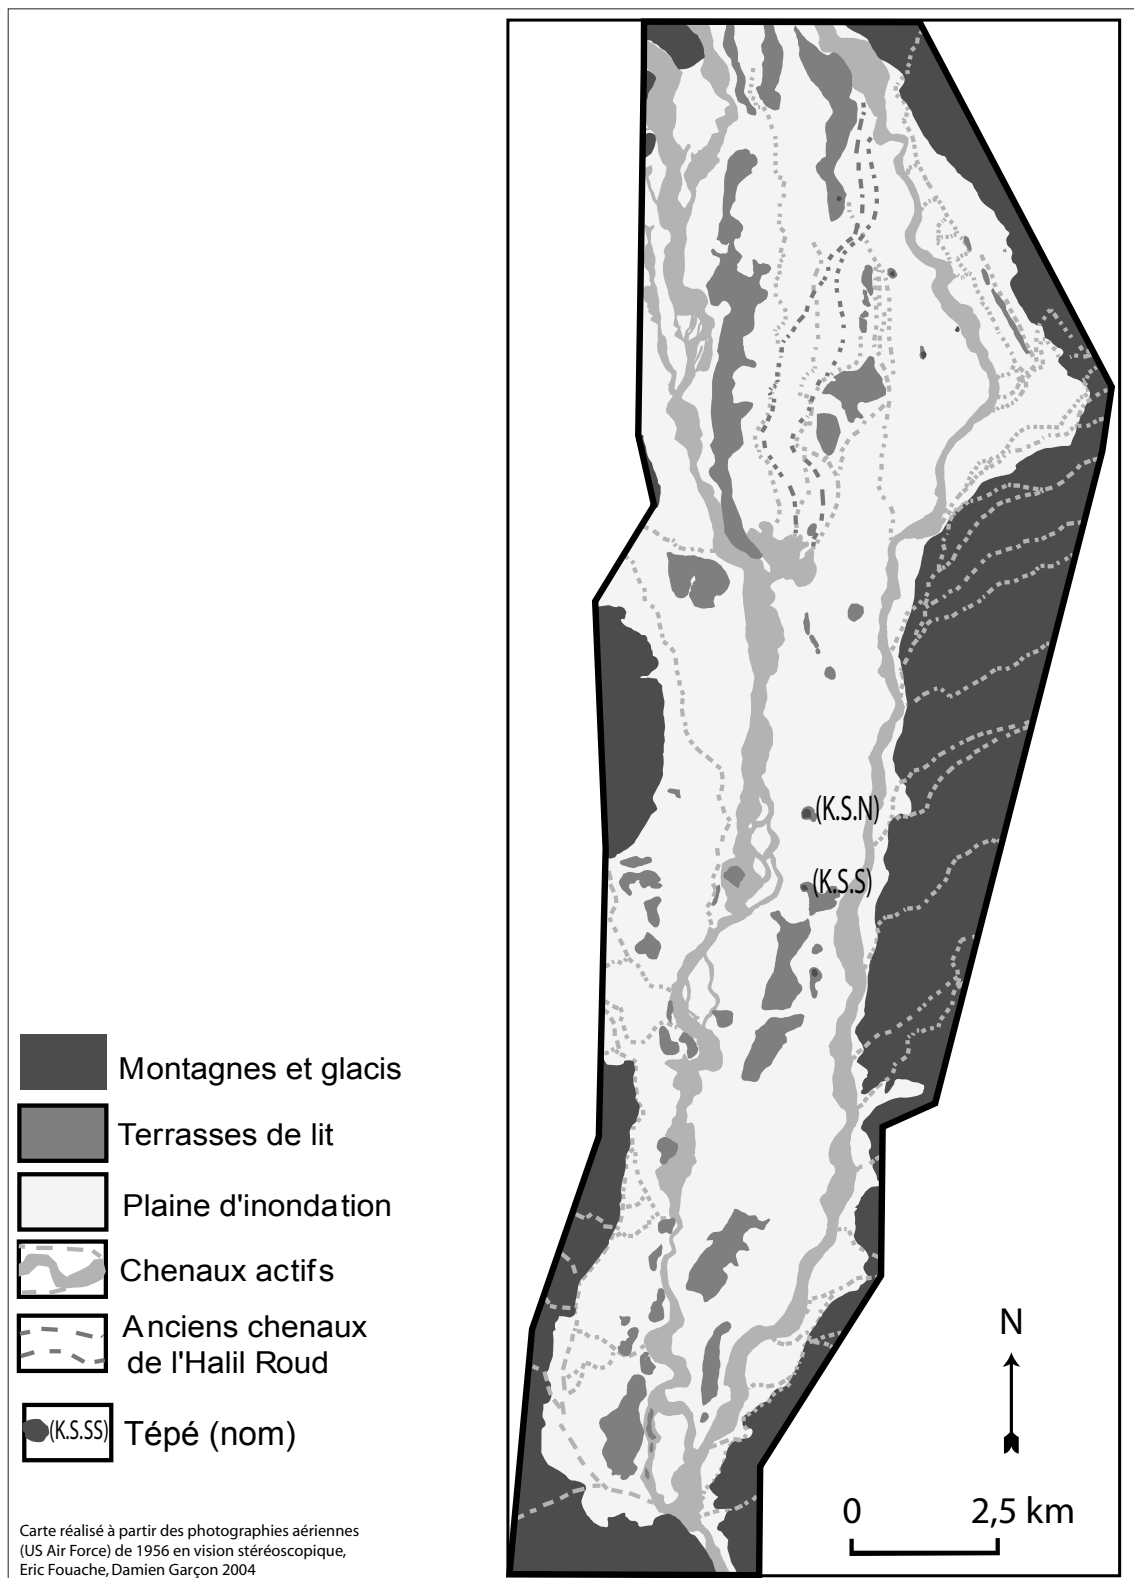 (K.S.N)
(K.S.S)
Montagnes et glacis
Terrasses de lit
Plaine d'inondation
Chenaux actifs
Anciens chenaux
de l'Halil Roud
(K.S.SS)
Tépé (nom)
N
0 2,5 km
Carte réalisé à partir des photographies aériennes
(US Air Force) de 1956 en vision stéréoscopique,
Eric Fouache, Damien Garçon 2004